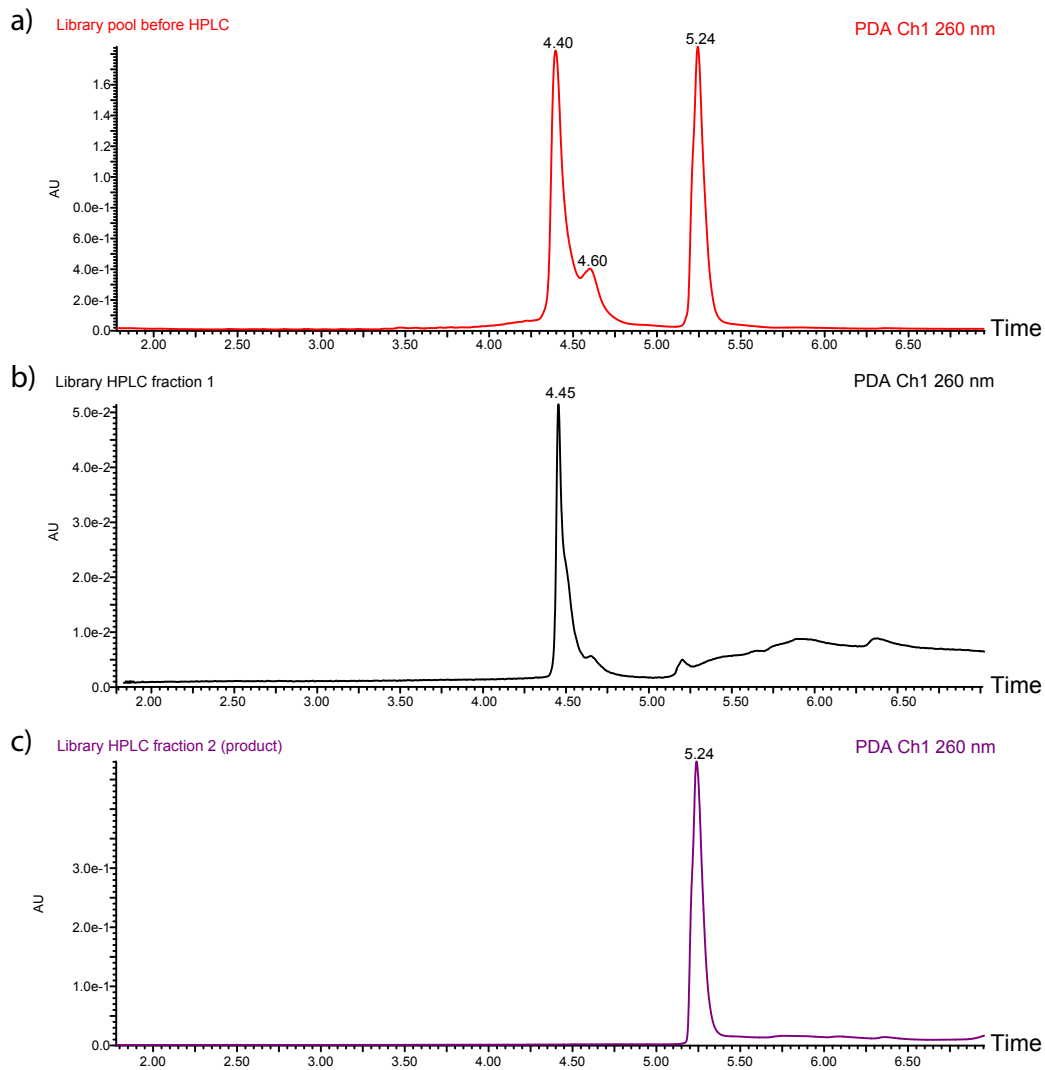 a)
Library pool before HPLC
PDA Ch1 260 nm
4.40
5.24
4.60
AU
1.6
1.4
1.2
1.0
0.0e-1
6.0e-1
4.0e-1
2.0e-1
0.0
2.00 2.50 3.00 3.50 4.00 4.50 5.00 5.50 6.00 6.50
Time
b)
Library HPLC fraction 1
PDA Ch1 260 nm
4.45
AU
5.0e-2
4.0e-2
3.0e-2
2.0e-2
1.0e-2
0.0
2.00 2.50 3.00 3.50 4.00 4.50 5.00 5.50 6.00 6.50
Time
c)
Library HPLC fraction 2 (product)
PDA Ch1 260 nm
5.24
AU
3.0e-1
2.0e-1
1.0e-1
0.0
2.00 2.50 3.00 3.50 4.00 4.50 5.00 5.50 6.00 6.50
Time